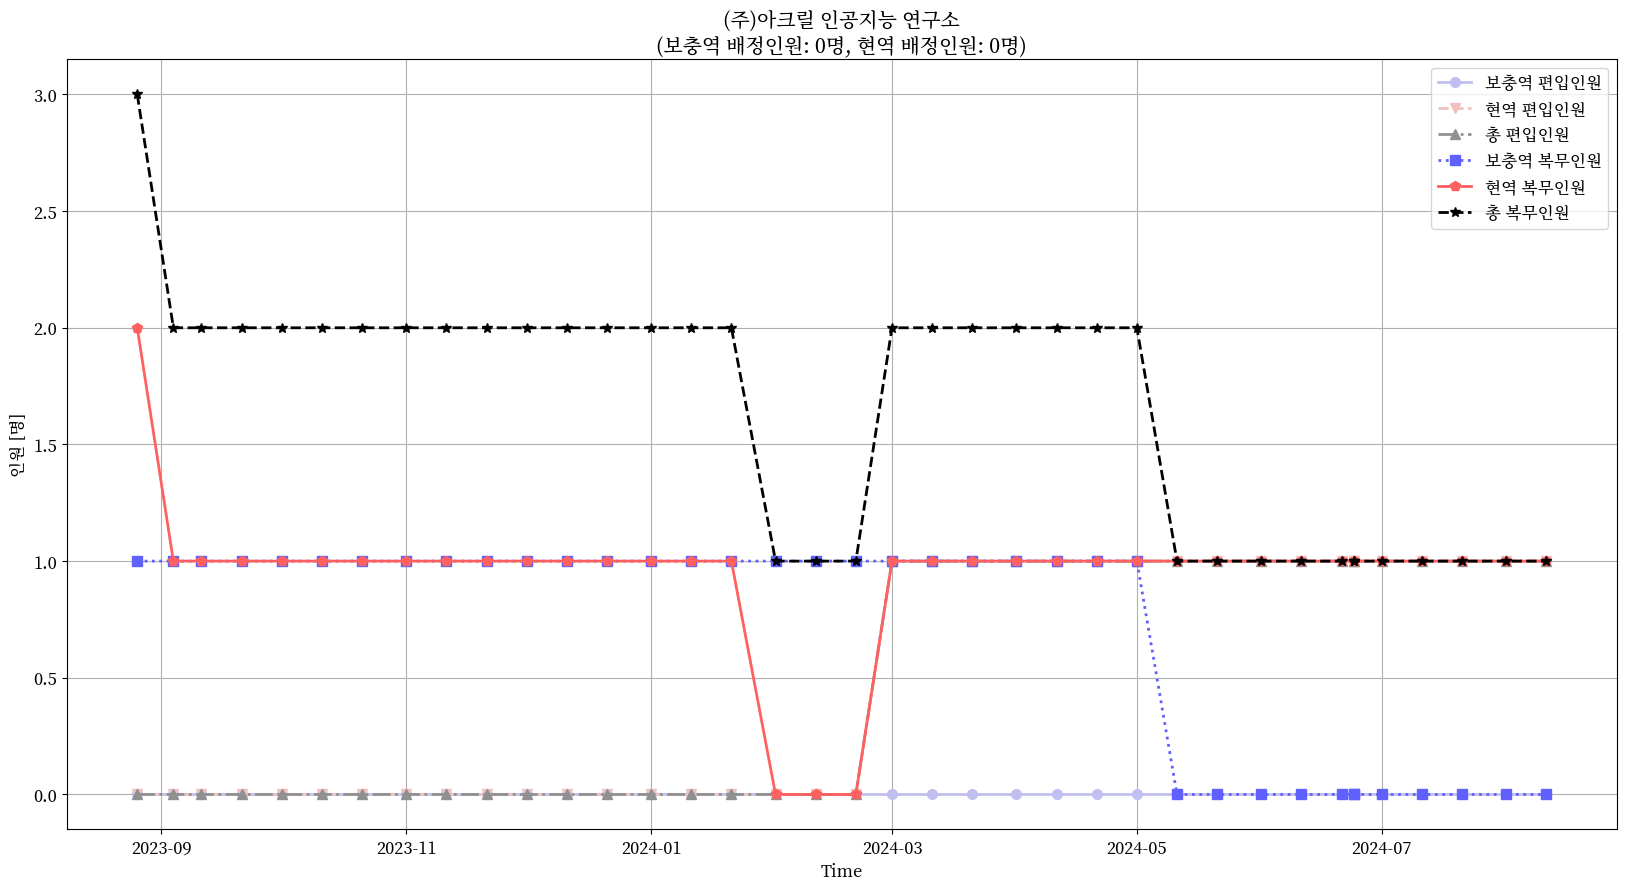 (주)아크릴 인공지능 연구소
(보충역 배정인원: 0명, 현역 배정인원: 0명)
보충역 편입인원
현역 편입인원
총 편입인원
보충역 복무인원
현역 복무인원
총 복무인원
인원 [명]
3.0
2.5
2.0
1.5
1.0
0.5
0.0
2023-09
2023-11
2024-01
2024-03
2024-05
2024-07
Time